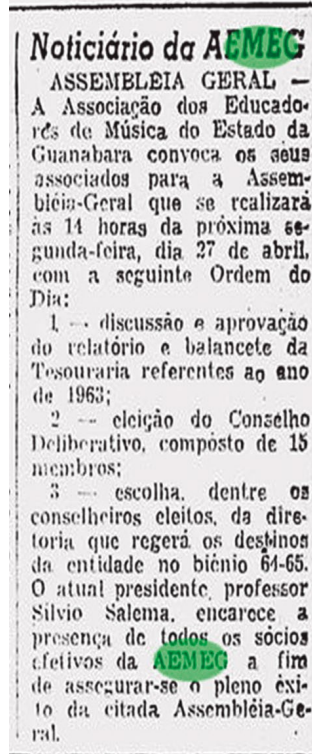 Noticiário da AEMEG
ASSEMBLÉIA GERAL —
A Associação dos Educado-
rés de Música do Estado da
Guanabara convoca os seus
associados para a Assem-
bléia-Geral que se realizará
às 14 horas da próxima se-
gunda-feira, dia 27 de abril,
com a seguinte Ordem do
Dia:
1 — discussão e aprovação
do relatório e balancete da
Tesouraria referentes ao ano
de 1963;
2 — eleição do Conselho
Deliberativo, compôsto de 15
membros;
3 — escolha, dentre os
conselheiros eleitos, da dire-
toria que regerá os destinos
da entidade no biênio 64-65.
O atual presidente, professor
Silvio Salema, encarece a
presença de todos os sócios
efetivos da AEMEG a fim
de assegurar-se o pleno êxi-
to da citada Assembléia-Ge-
ral.